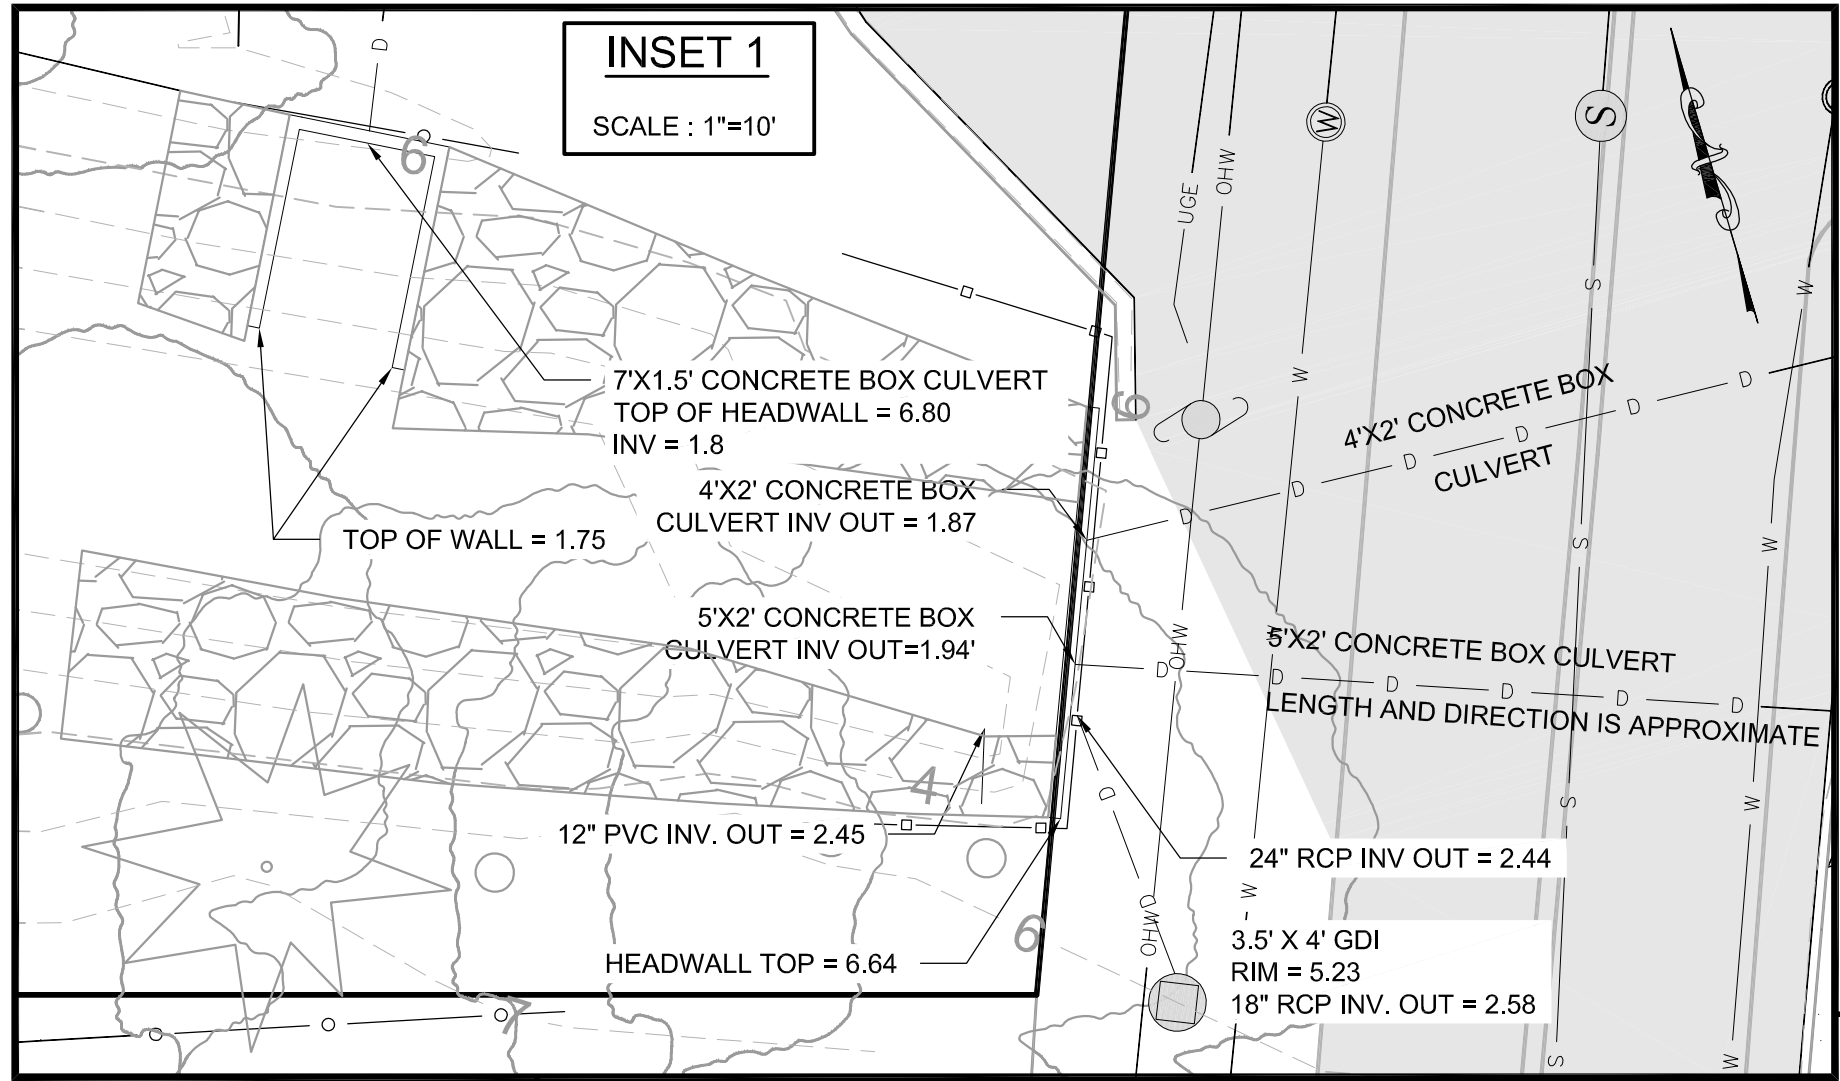 INSET 1
SCALE : 1"=10'
D
6
UGE
OHW
W
S
S
W
W
7'X1.5' CONCRETE BOX CULVERT
TOP OF HEADWALL = 6.80
INV = 1.8
6
4'X2' CONCRETE BOX
CULVERT
D
D
D
D
D
D
4'X2' CONCRETE BOX
CULVERT INV OUT = 1.87
TOP OF WALL = 1.75
S
W
5'X2' CONCRETE BOX
CULVERT INV OUT=1.94'
OHW
W
5'X2' CONCRETE BOX CULVERT
D
D
D
D
D
D
LENGTH AND DIRECTION IS APPROXIMATE
4
D
S
W
12" PVC INV. OUT = 2.45
24" RCP INV OUT = 2.44
W
D
OHW
6
HEADWALL TOP = 6.64
3.5' X 4' GDI
RIM = 5.23
18" RCP INV. OUT = 2.58
7
S
W